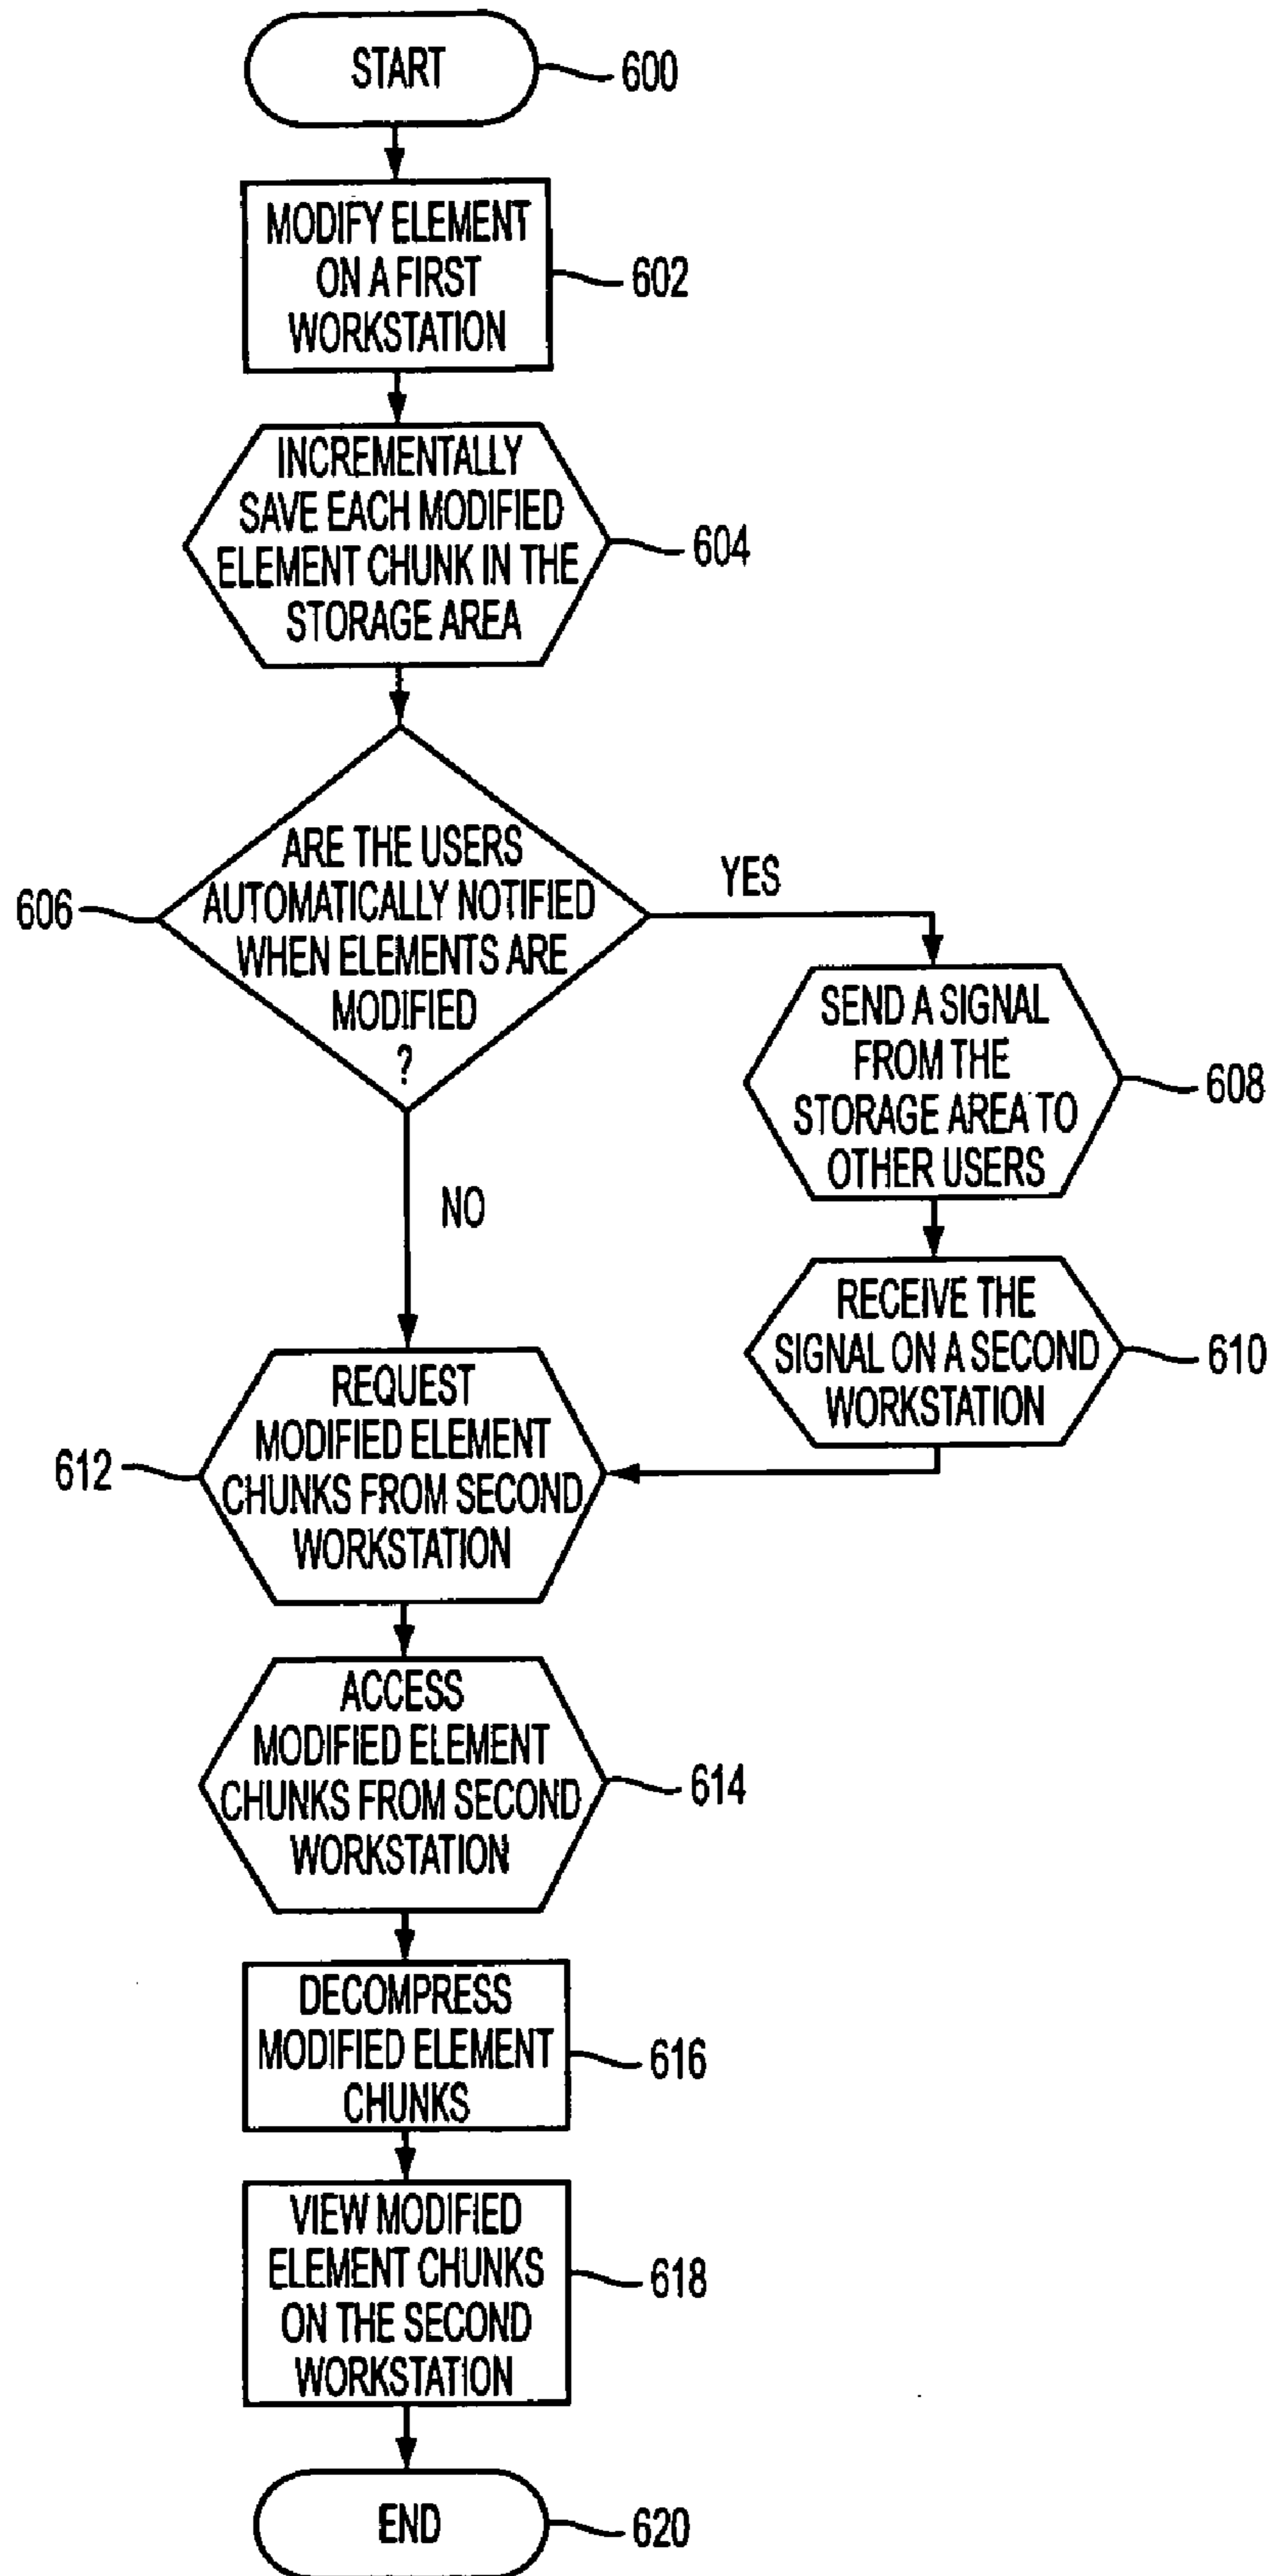 START
600
MODIFY ELEMENT
ON A FIRST
WORKSTATION
602
INCREMENTALLY
SAVE EACH MODIFIED
ELEMENT CHUNK IN THE
STORAGE AREA
604
ARE THE USERS
AUTOMATICALLY NOTIFIED
WHEN ELEMENTS ARE
MODIFIED
?
606
YES
NO
SEND A SIGNAL
FROM THE
STORAGE AREA TO
OTHER USERS
608
RECEIVE THE
SIGNAL ON A SECOND
WORKSTATION
610
REQUEST
MODIFIED ELEMENT
CHUNKS FROM SECOND
WORKSTATION
612
ACCESS
MODIFIED ELEMENT
CHUNKS FROM SECOND
WORKSTATION
614
DECOMPRESS
MODIFIED ELEMENT
CHUNKS
616
VIEW MODIFIED
ELEMENT CHUNKS
ON THE SECOND
WORKSTATION
618
END
620